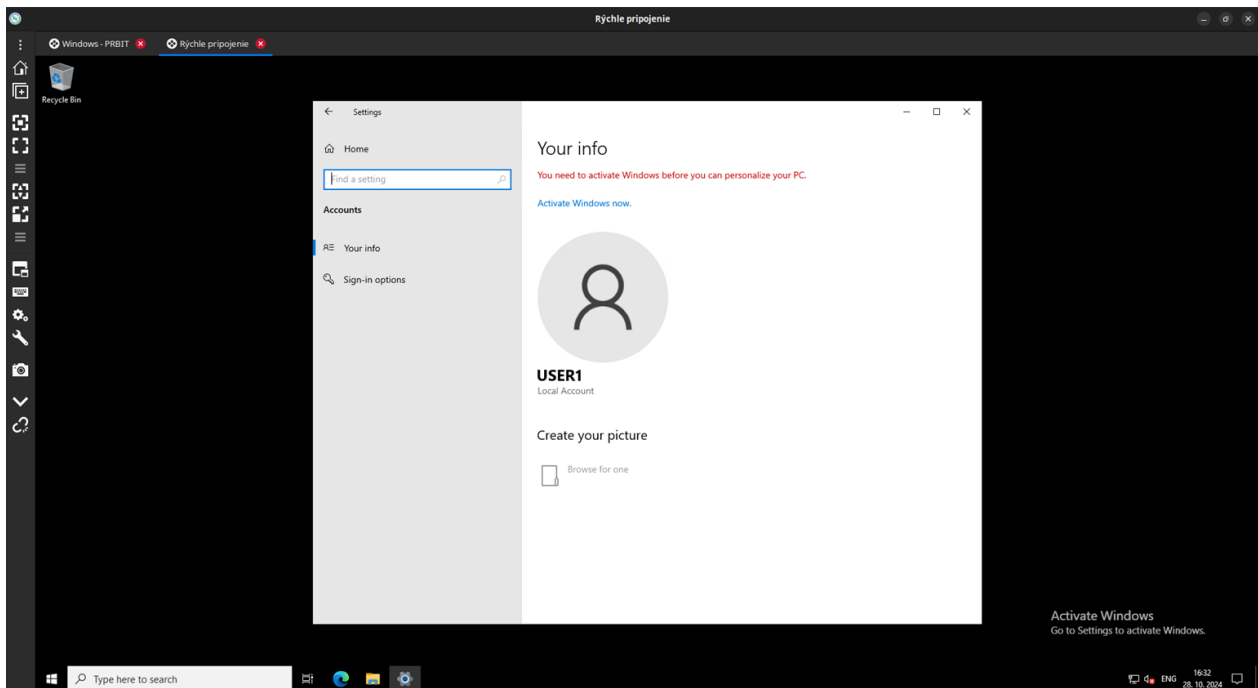 Rýchle pripojenie
Windows - PRBIT
Rýchle pripojenie
Recycle Bin
Settings
Home
Find a setting
Accounts
Your info
Sign-in options
Your info
You need to activate Windows before you can personalize your PC.
Activate Windows now.
USER1
Local Account
Create your picture
Browse for one
Activate Windows
Go to Settings to activate Windows.
Type here to search
ENG
16:32
28. 10. 2024